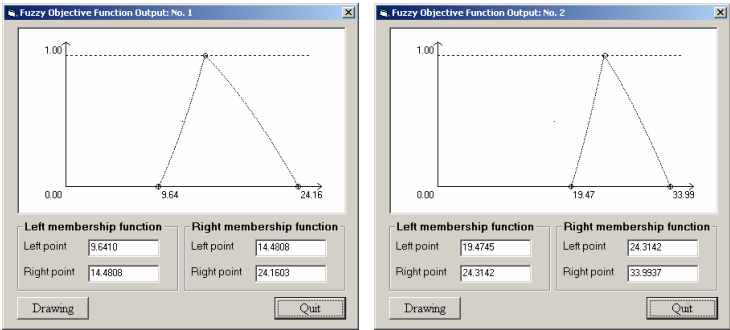 Fuzzy Objective Function Output: No. 1
1.00
0.00
9.64
24.16
Left membership function
Left point 9.6410
Right point 14.4808
Right membership function
Left point 14.4808
Right point 24.1603
Drawing
Quit
Fuzzy Objective Function Output: No. 2
1.00
0.00
19.47
33.99
Left membership function
Left point 19.4745
Right point 24.3142
Right membership function
Left point 24.3142
Right point 33.9937
Drawing
Quit